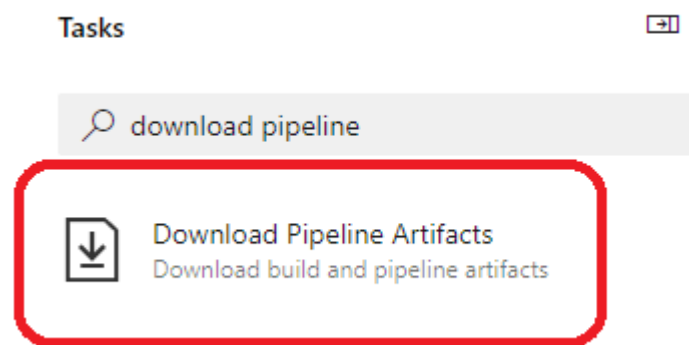 Tasks
download pipeline
Download Pipeline Artifacts
Download build and pipeline artifacts